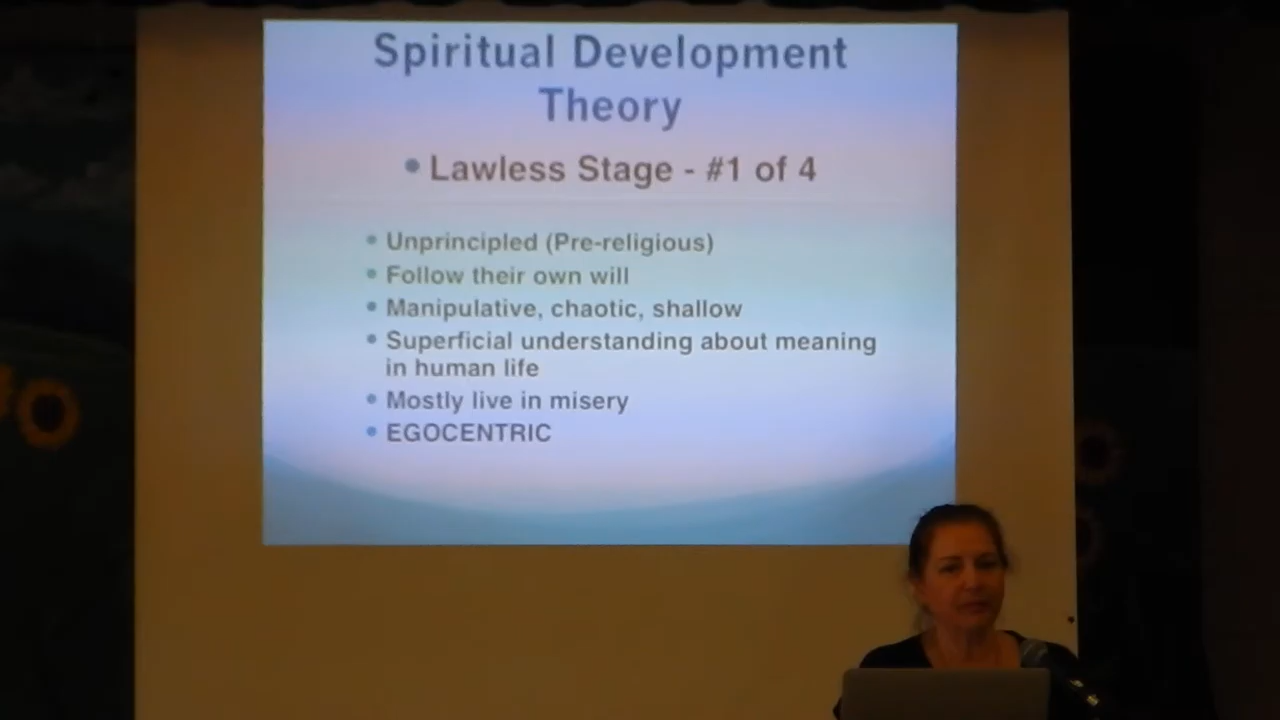 Spiritual Development
Theory
• Lawless Stage - #1 of 4
• Unprincipled (Pre-religious)
• Follow their own will
• Manipulative, chaotic, shallow
• Superficial understanding about meaning
in human life
• Mostly live in misery
• EGOCENTRIC